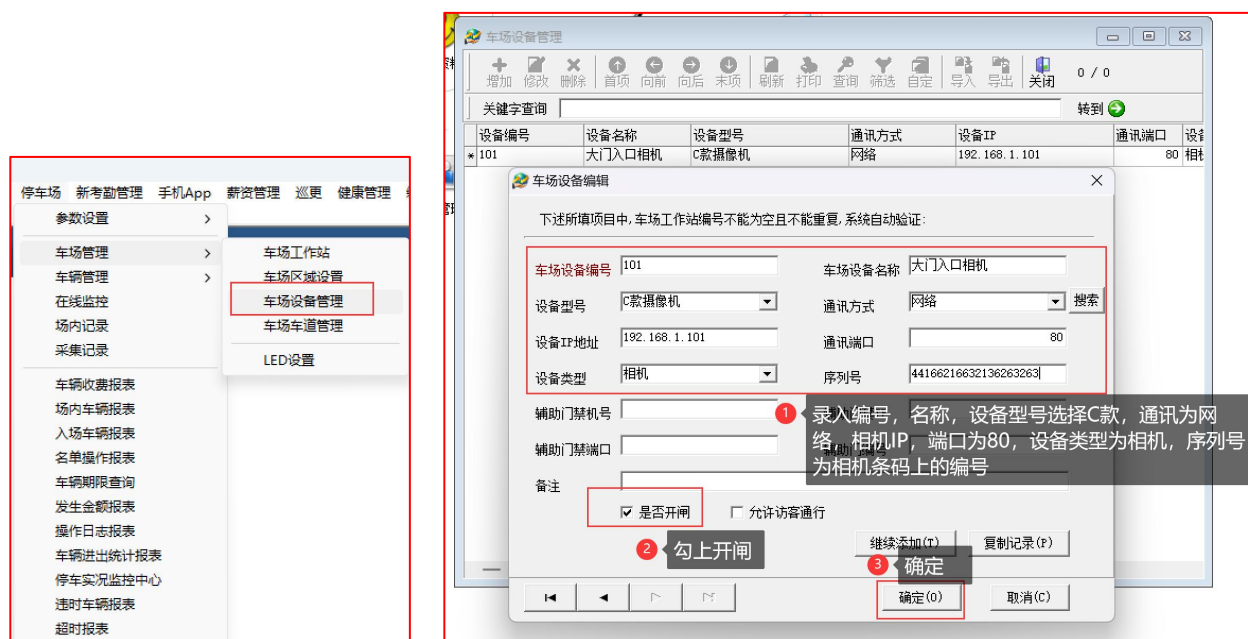 停车场 新考勤管理 手机App 薪资管理 巡更 健康管理
参数设置
车场管理
车辆管理
在线监控
场内记录
采集记录
车辆收费报表
场内车辆报表
入场车辆报表
名单操作报表
车辆期限查询
发生金额报表
操作日志报表
车辆进出统计报表
停车实况监控中心
违时车辆报表
超时报表
车场工作站
车场区域设置
车场设备管理
车场车道管理
LED设置
车场设备管理
增加 修改 删除 首项 向前 向后 末项 刷新 打印 查询 筛选 自定 导入 导出 关闭 0 / 0
关键字查询 转到
设备编号 设备名称 设备型号 通讯方式 设备IP 通讯端口
101 大门入口相机 C款摄像机 网络 192.168.1.101 80
车场设备编辑
下述所填项目中,车场工作站编号不能为空且不能重复,系统自动验证:
车场设备编号 101 车场设备名称 大门入口相机
设备型号 C款摄像机 通讯方式 网络 搜索
设备IP地址 192.168.1.101 通讯端口 80
设备类型 相机 序列号 44166216632136263263
辅助门禁机号
辅助门禁端口
备注
1 录入编号，名称，设备型号选择C款，通讯为网
络，相机IP，端口为80，设备类型为相机，序列号
为相机条码上的编号
是否开闸 允许访客通行
2 勾上开闸
继续添加(T) 复制记录(P)
3 确定
确定(O) 取消(C)